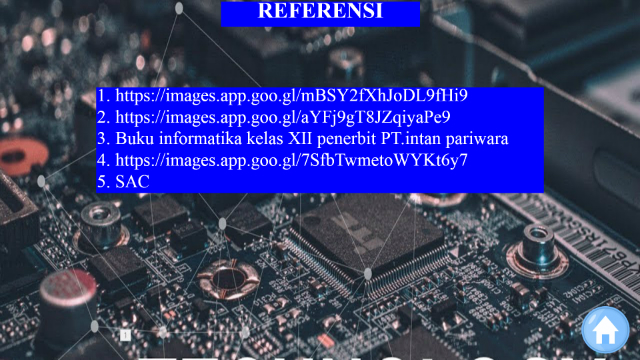 REFERENSI
1. https://images.app.goo.gl/mBSY2fXhJoDL9fHi9
2. https://images.app.goo.gl/aYFj9gT8JZqiyaPe9
3. Buku informatika kelas XII penerbit PT.intan pariwara
4. https://images.app.goo.gl/7SfbTwmetoWYKt6y7
5. SAC